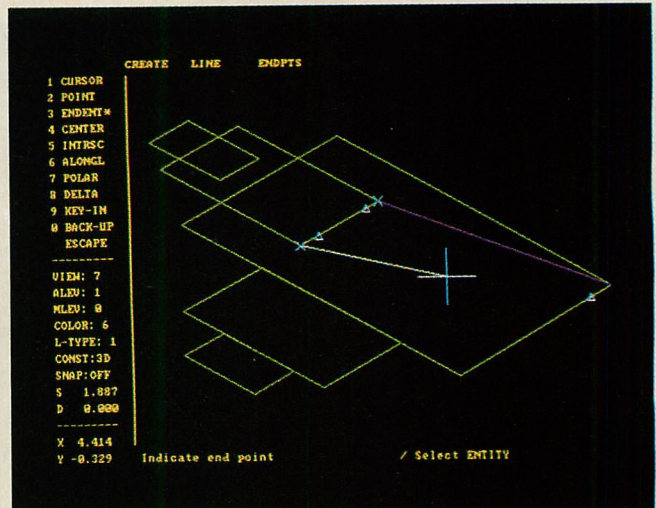 CREATE LINE ENDPTS
1 CURSOR
2 POINT
3 ENDENT*
4 CENTER
5 INTRSC
6 ALONGL
7 POLAR
8 DELTA
9 KEY-IN
0 BACK-UP
ESCAPE
---------
VIEW: 7
ALEV: 1
MLEV: 0
COLOR: 6
L-TYPE: 1
CONST:3D
SNAP:OFF
S 1.887
D 0.000
---------
X 4.414
Y -0.329
Indicate end point / Select ENTITY